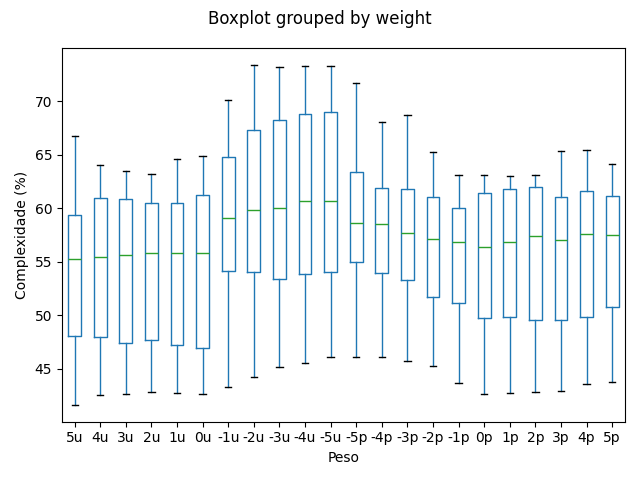 Boxplot grouped by weight
Complexidade (%)
70
65
60
55
50
45
5u 4u 3u 2u 1u 0u -1u -2u -3u -4u -5u -5p -4p -3p -2p -1p 0p 1p 2p 3p 4p 5p
Peso